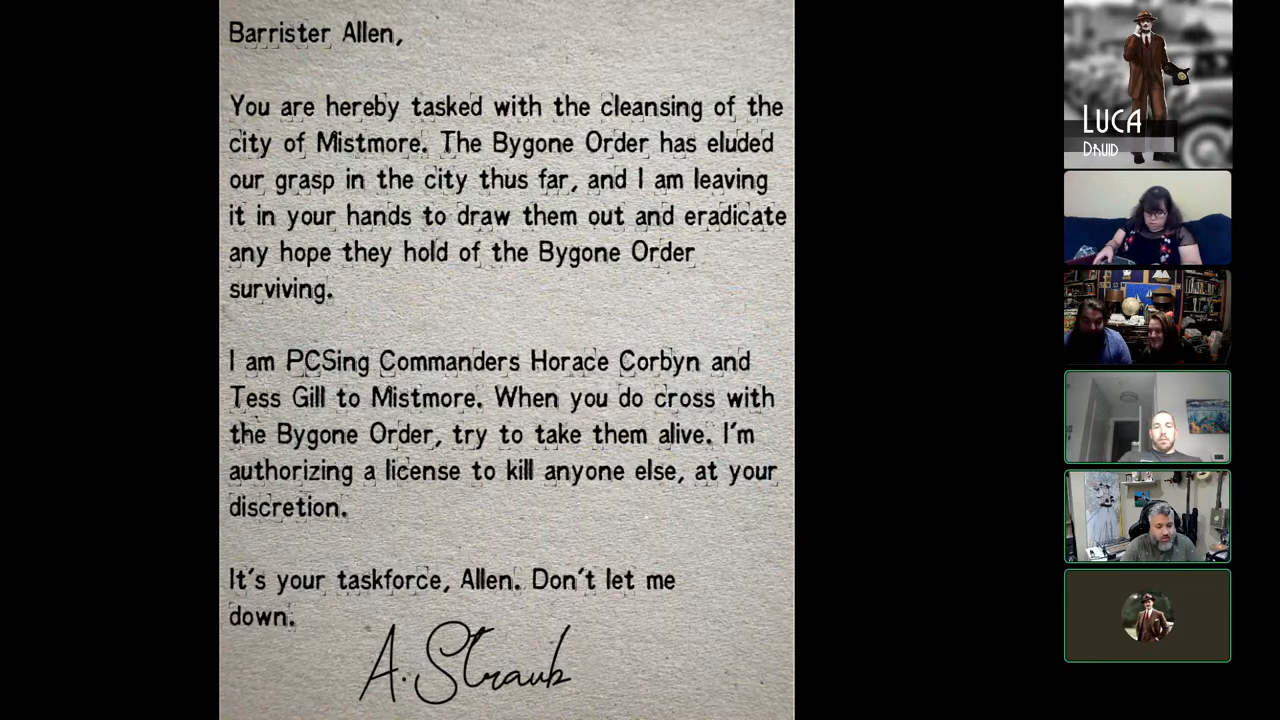 Barrister Allen,
You are hereby tasked with the cleansing of the
city of Mistmore. The Bygone Order has eluded
our grasp in the city thus far, and I am leaving
it in your hands to draw them out and eradicate
any hope they hold of the Bygone Order
surviving.
I am PCSing Commanders Horace Corbyn and
Tess Gill to Mistmore. When you do cross with
the Bygone Order, try to take them alive. I'm
authorizing a license to kill anyone else, at your
discretion.
It's your taskforce, Allen. Don't let me
down.
A. Straub
LUCA
DRUID